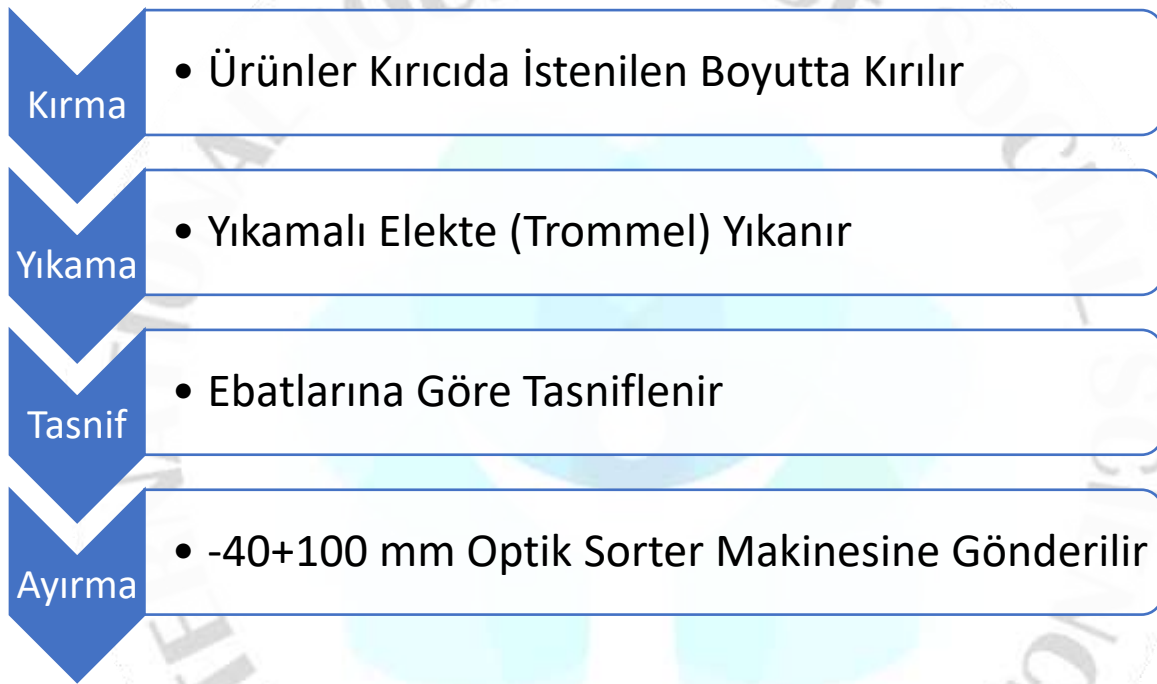 Kırma
• Ürünler Kırıcıda İstenilen Boyutta Kırılır
Yıkama
• Yıkamalı Elekte (Trommel) Yıkanır
Tasnif
• Ebatlarına Göre Tasniflenir
Ayırma
• -40+100 mm Optik Sorter Makinesine Gönderilir